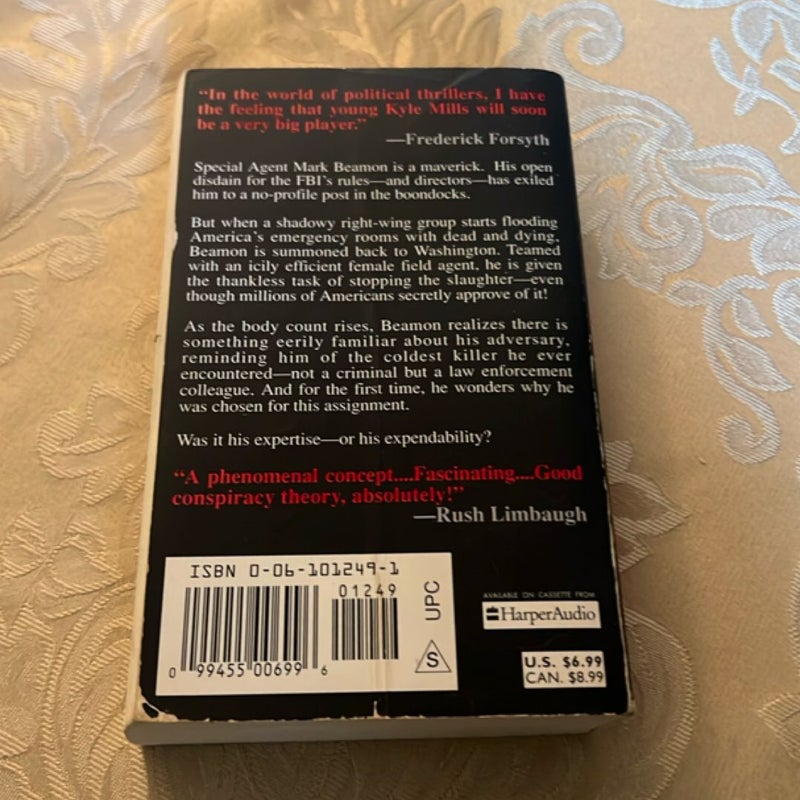 “In the world of political thrillers, I have
the feeling that young Kyle Mills will soon
be a very big player.”
—Frederick Forsyth
Special Agent Mark Beamon is a maverick. His open
disdain for the FBI's rules—and directors—has exiled
him to a no-profile post in the boondocks.
But when a shadowy right-wing group starts flooding
America's emergency rooms with dead and dying,
Beamon is summoned back to Washington. Teamed
with an icily efficient female field agent, he is given
the thankless task of stopping the slaughter—even
though millions of Americans secretly approve of it!
As the body count rises, Beamon realizes there is
something eerily familiar about his adversary,
reminding him of the coldest killer he ever
encountered—not a criminal but a law enforcement
colleague. And for the first time, he wonders why he
was chosen for this assignment.
Was it his expertise—or his expendability?
“A phenomenal concept....Fascinating....Good
conspiracy theory, absolutely!”
—Rush Limbaugh
ISBN 0-06-101249-1
01249
UPC
S
0 99455 00699 6
AVAILABLE ON CASSETTE FROM
HarperAudio
U.S. $6.99
CAN. $8.99